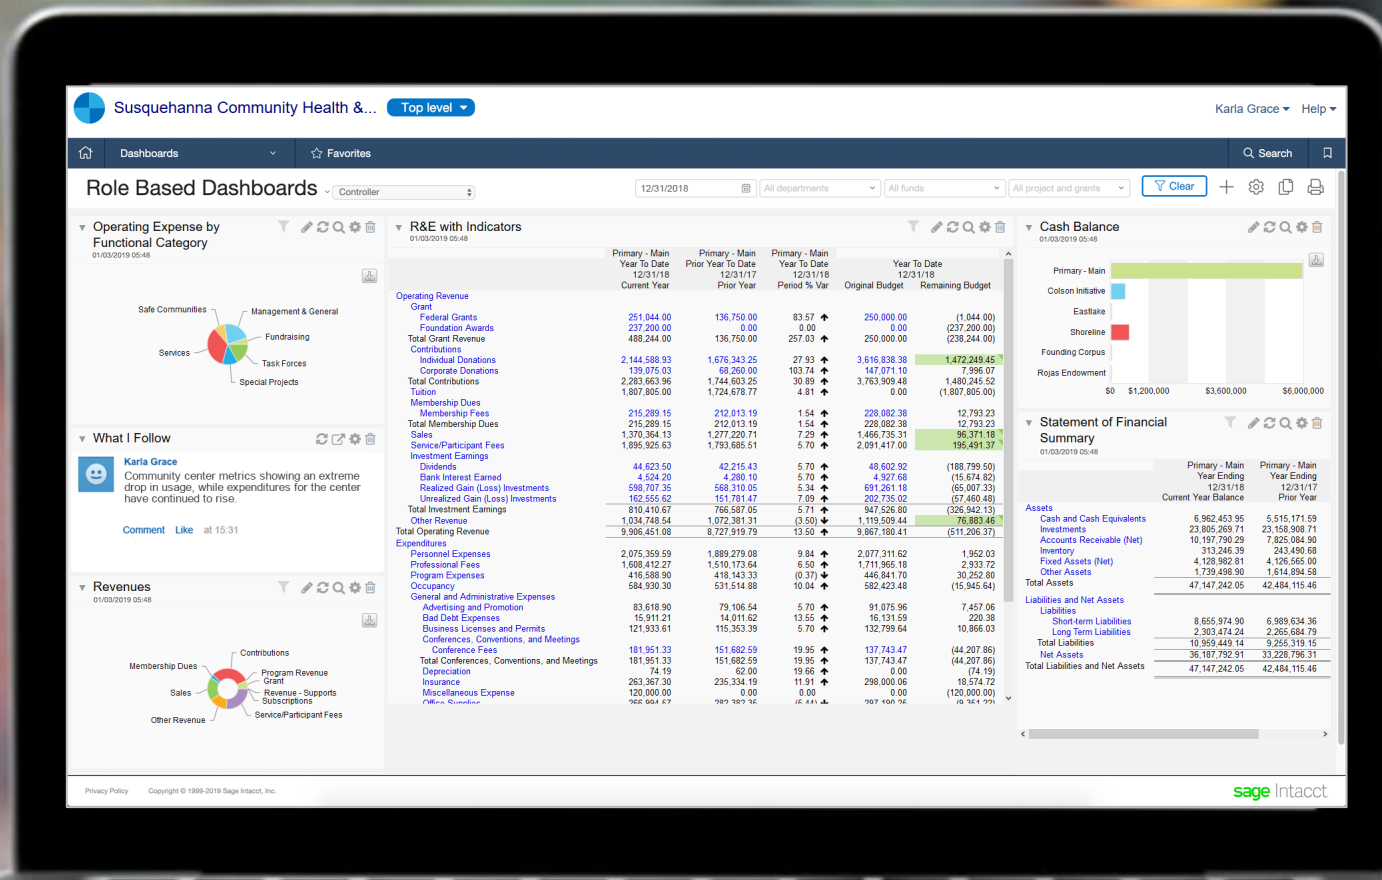 Susquehanna Community Health &...
Top level
Karla Grace
Help
Dashboards
Favorites
Search
Role Based Dashboards
Controller
12/31/2018
All departments
All funds
All project and grants
Clear
Operating Expense by
Functional Category
01/03/2019 05:48
Safe Communities
Management & General
Fundraising
Services
Task Forces
Special Projects
What I Follow
Karla Grace
Community center metrics showing an extreme
drop in usage, while expenditures for the center
have continued to rise.
Comment Like at 15:31
Revenues
01/03/2019 05:48
Contributions
Membership Dues
Program Revenue
Grant
Sales
Revenue - Supports
Subscriptions
Service/Participant Fees
Other Revenue
R&E with Indicators
01/03/2019 05:48
Primary - Main Primary - Main Primary - Main
Year To Date Prior Year To Date Year To Date Year To Date
12/31/18 12/31/17 12/31/18 12/31/18
Current Year Prior Year Period % Var Original Budget Remaining Budget
Operating Revenue
Grant
Federal Grants 251,044.00 136,750.00 83.57 250,000.00 (1,044.00)
Foundation Awards 237,200.00 0.00 0.00 0.00 (237,200.00)
Total Grant Revenue 488,244.00 136,750.00 257.03 250,000.00 (238,244.00)
Contributions
Individual Donations 2,144,588.93 1,676,343.25 27.93 3,616,838.38 1,472,249.45
Corporate Donations 139,075.03 68,260.00 103.74 147,071.10 7,996.07
Total Contributions 2,283,663.96 1,744,603.25 30.89 3,763,909.48 1,480,245.52
Tuition 1,807,805.00 1,724,678.77 4.81 0.00 (1,807,805.00)
Membership Dues
Membership Fees 215,289.15 212,013.19 1.54 228,082.38 12,793.23
Total Membership Dues 215,289.15 212,013.19 1.54 228,082.38 12,793.23
Sales 1,370,364.13 1,277,220.71 7.29 1,466,735.31 96,371.18
Service/Participant Fees 1,895,925.63 1,793,685.51 5.70 2,091,417.00 195,491.37
Investment Earnings
Dividends 44,623.50 42,215.43 5.70 48,602.92 (188,799.50)
Bank Interest Earned 4,524.20 4,280.10 5.70 4,927.68 (15,674.82)
Realized Gain (Loss) Investments 598,707.35 568,310.05 5.34 691,261.18 (65,007.33)
Unrealized Gain (Loss) Investments 162,555.62 151,781.47 7.09 202,735.02 (57,460.48)
Total Investment Earnings 810,410.67 766,587.05 5.71 947,526.80 (326,942.13)
Other Revenue 1,034,748.54 1,072,381.31 (3.50) 1,119,509.44 76,883.46
Total Operating Revenue 9,906,451.08 8,727,919.79 13.50 9,867,180.41 (511,206.37)
Expenditures
Personnel Expenses 2,075,359.59 1,889,279.08 9.84 2,077,311.62 1,952.03
Professional Fees 1,608,412.27 1,510,173.64 6.50 1,711,965.18 2,933.72
Program Expenses 416,588.90 418,143.33 (0.37) 446,841.70 30,252.80
Occupancy 584,930.30 531,514.88 10.04 582,423.48 (15,945.64)
General and Administrative Expenses
Advertising and Promotion 83,618.90 79,106.54 5.70 91,075.96 7,457.06
Bad Debt Expenses 15,911.21 14,011.62 13.55 16,131.59 220.38
Business Licenses and Permits 121,933.61 115,353.39 5.70 132,799.64 10,866.03
Conferences, Conventions, and Meetings
Conference Fees 181,951.33 151,682.59 19.95 137,743.47 (44,207.86)
Total Conferences, Conventions, and Meetings 181,951.33 151,682.59 19.95 137,743.47 (44,207.86)
Depreciation 74.19 62.00 19.66 0.00 (74.19)
Insurance 263,367.30 235,334.19 11.91 298,000.06 18,574.72
Miscellaneous Expense 120,000.00 0.00 0.00 0.00 (120,000.00)
Office Supplies
Cash Balance
01/03/2019 05:48
Primary - Main
Colson Initiative
Eastlake
Shoreline
Founding Corpus
Rojas Endowment
$0 $1,200,000 $3,600,000 $6,000,000
Statement of Financial
Summary
01/03/2019 05:48
Primary - Main Primary - Main
Year Ending Year Ending
12/31/18 12/31/17
Current Year Balance Prior Year
Assets
Cash and Cash Equivalents 6,962,453.95 5,515,171.59
Investments 23,805,269.71 23,158,908.71
Accounts Receivable (Net) 10,197,790.29 7,825,084.90
Inventory 313,246.39 243,490.68
Fixed Assets (Net) 4,128,982.81 4,126,565.00
Other Assets 1,739,498.90 1,614,894.58
Total Assets 47,147,242.05 42,484,115.46
Liabilities and Net Assets
Liabilities
Short-term Liabilities 8,655,974.90 6,989,634.36
Long Term Liabilities 2,303,474.24 2,265,684.79
Total Liabilities 10,959,449.14 9,255,319.15
Net Assets 36,187,792.91 33,228,796.31
Total Liabilities and Net Assets 47,147,242.05 42,484,115.46
Privacy Policy Copyright © 1999-2019 Sage Intacct, Inc.
sage Intacct